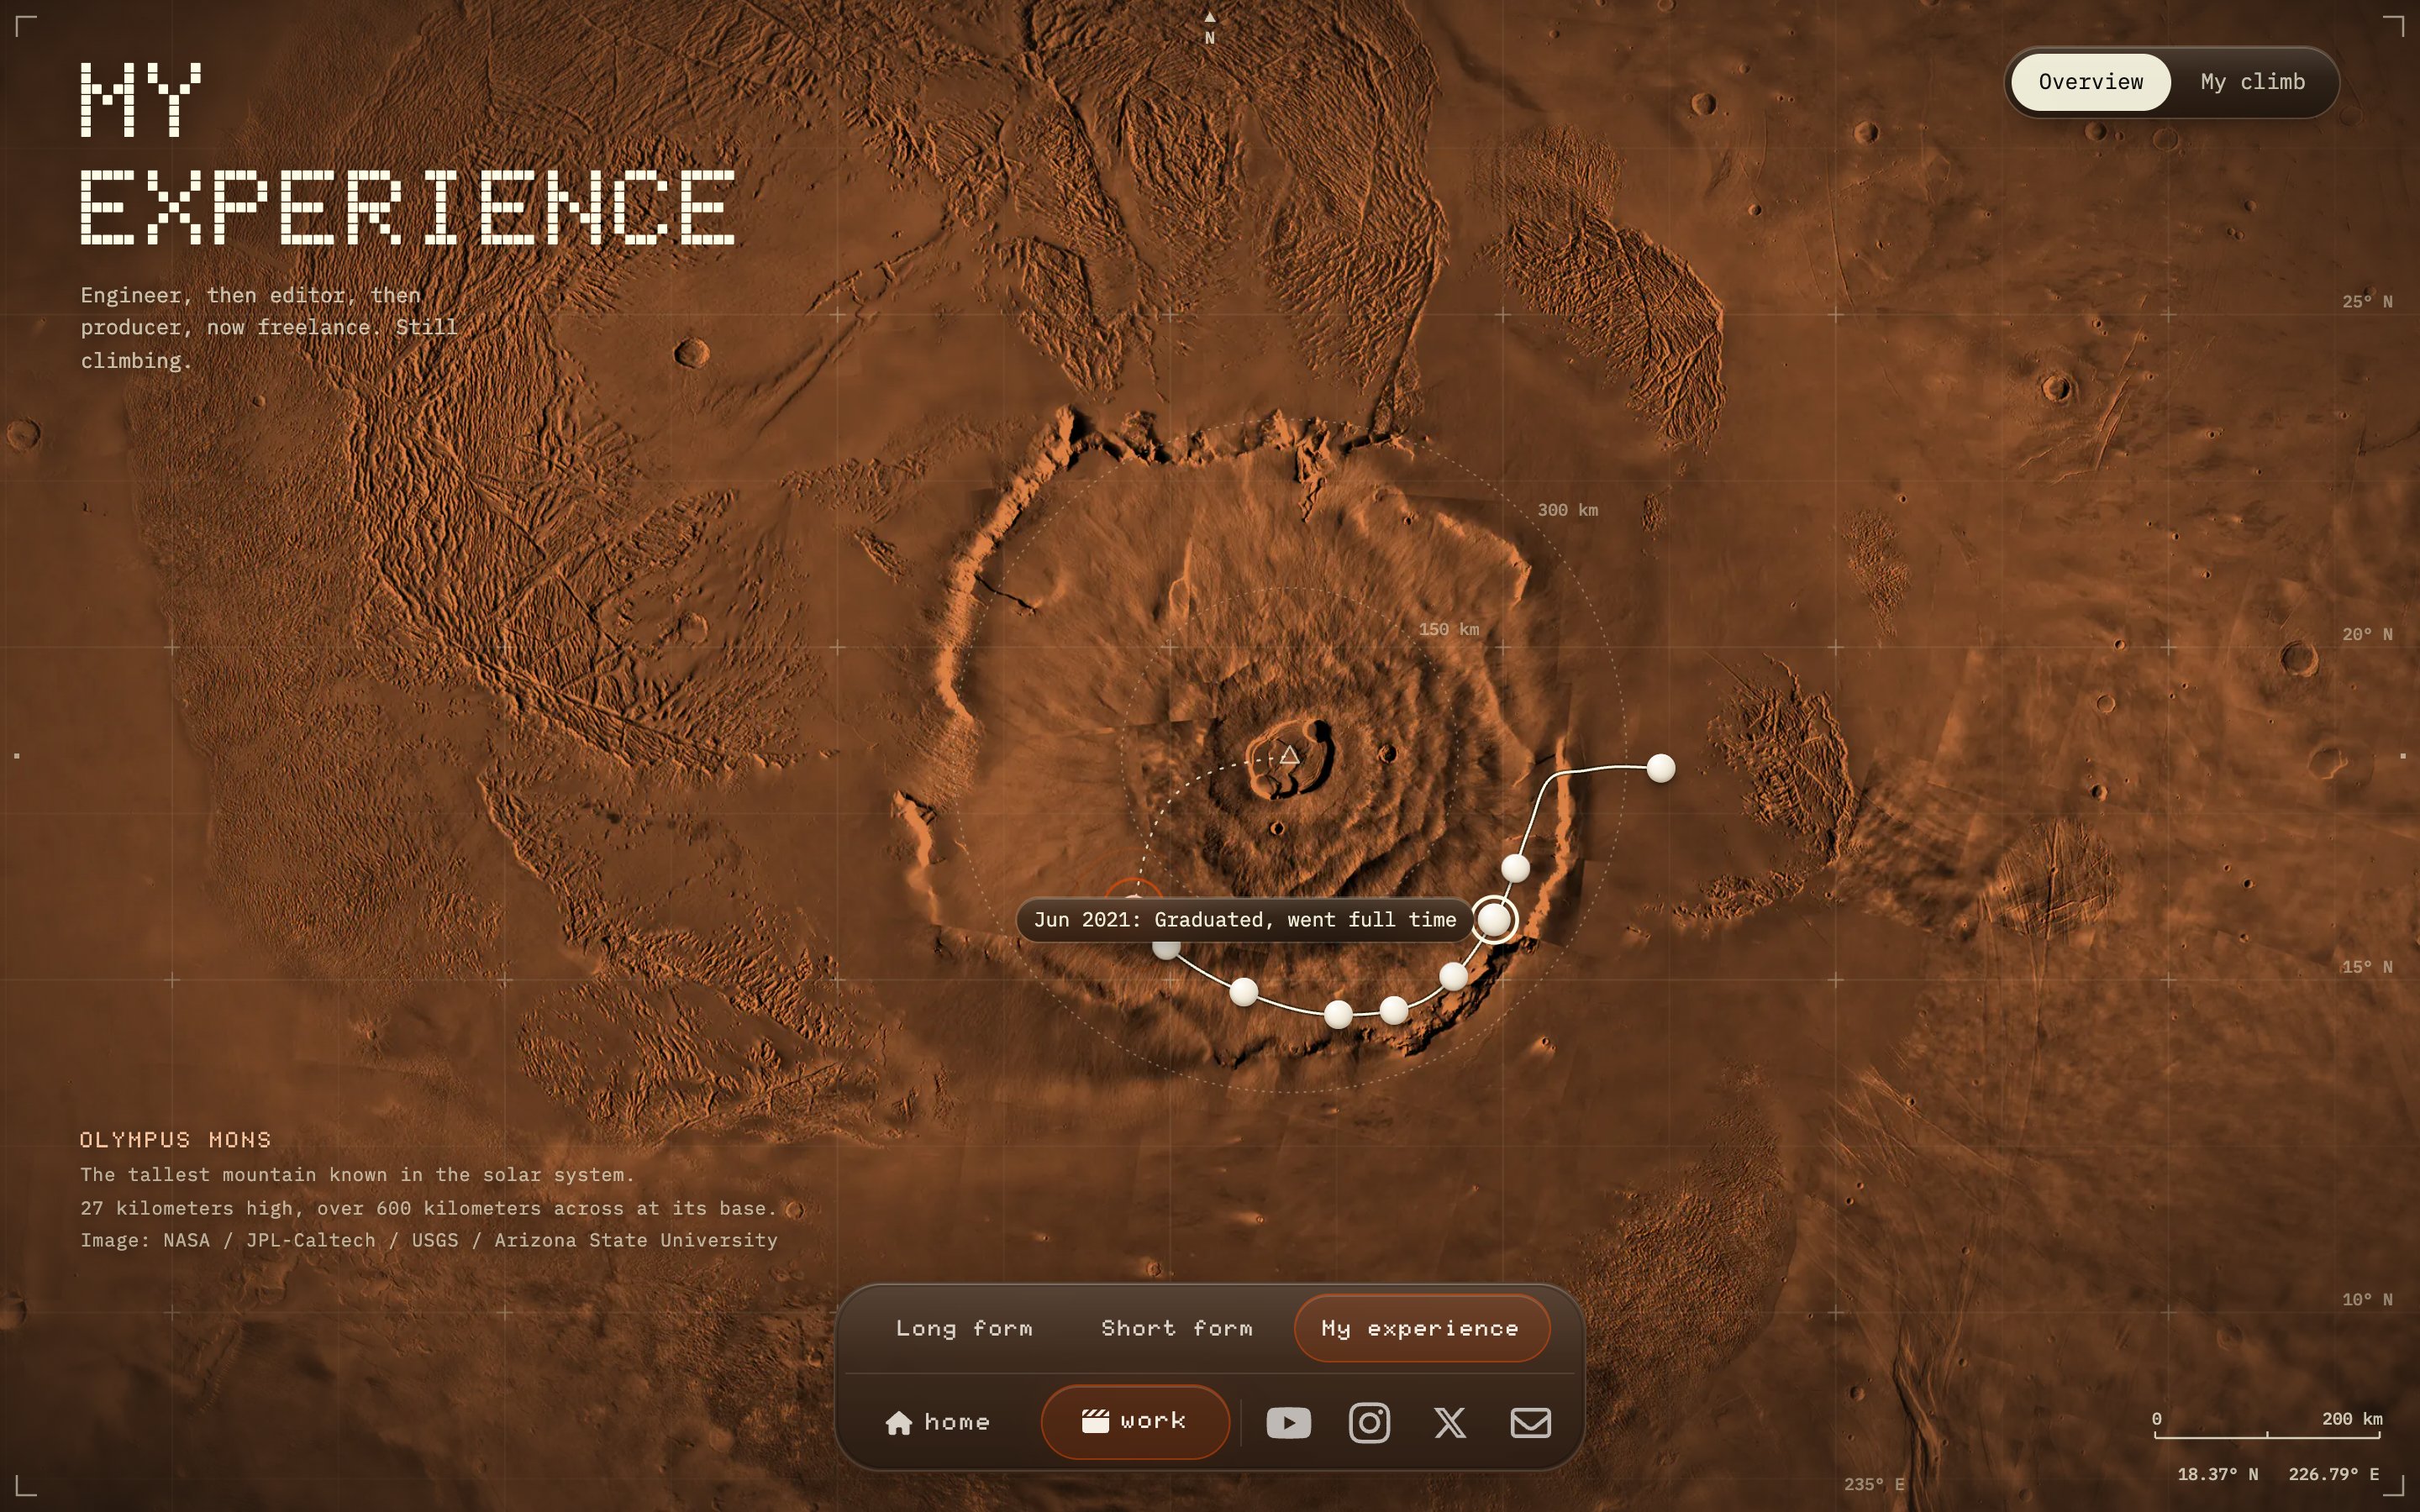 N
MY
EXPERIENCE
Overview
My climb
Engineer, then editor, then
producer, now freelance. Still
climbing.
25° N
300 km
150 km
20° N
Jun 2021: Graduated, went full time
15° N
OLYMPUS MONS
The tallest mountain known in the solar system.
27 kilometers high, over 600 kilometers across at its base.
Image: NASA / JPL-Caltech / USGS / Arizona State University
10° N
Long form
Short form
My experience
home
work
0
200 km
18.37° N 226.79° E
235° E